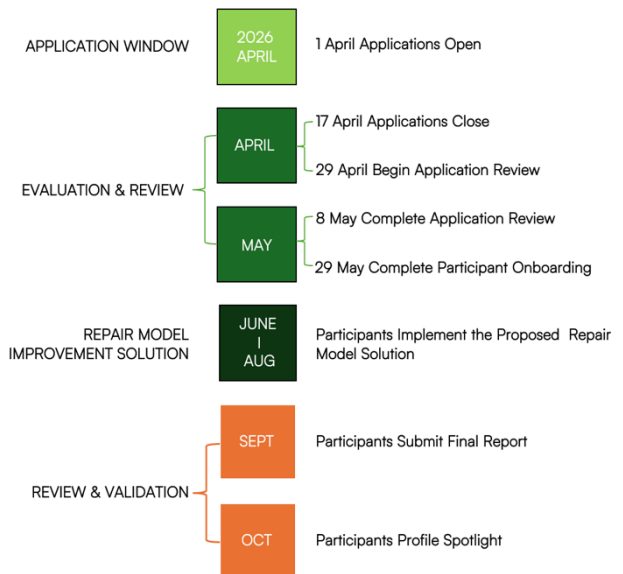 APPLICATION WINDOW
2026
APRIL
1 April Applications Open
EVALUATION & REVIEW
APRIL
17 April Applications Close
29 April Begin Application Review
MAY
8 May Complete Application Review
29 May Complete Participant Onboarding
REPAIR MODEL
IMPROVEMENT SOLUTION
JUNE
I
AUG
Participants Implement the Proposed Repair
Model Solution
REVIEW & VALIDATION
SEPT
Participants Submit Final Report
OCT
Participants Profile Spotlight